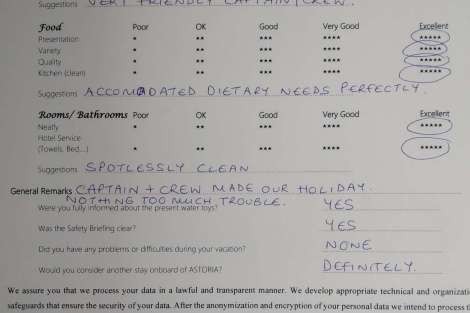 Suggestions VERY FRIENDLY CAPTAIN / CREW.
Food Poor OK Good Very Good Excellent
Presentation * ** *** **** *****
Variety * ** *** **** *****
Quality * ** *** **** *****
Kitchen (clean) * ** *** **** *****
Suggestions ACCOMADATED DIETARY NEEDS PERFECTLY.
Rooms/ Bathrooms Poor OK Good Very Good Excellent
Neatly * ** *** **** *****
Hotel Service
(Towels, Bed,...) * ** *** **** *****
Suggestions SPOTLESSLY CLEAN
General Remarks CAPTAIN + CREW MADE OUR HOLIDAY.
NOTHING TOO MUCH TROUBLE.
Were you fully informed about the present water toys? YES
Was the Safety Briefing clear? YES
Did you have any problems or difficulties during your vacation? NONE
Would you consider another stay onboard of ASTORIA? DEFINITELY.
We assure you that we process your data in a lawful and transparent manner. We develop appropriate technical and organizati
safeguards that ensure the security of your data. After the anonymization and encryption of your personal data we intend to process t